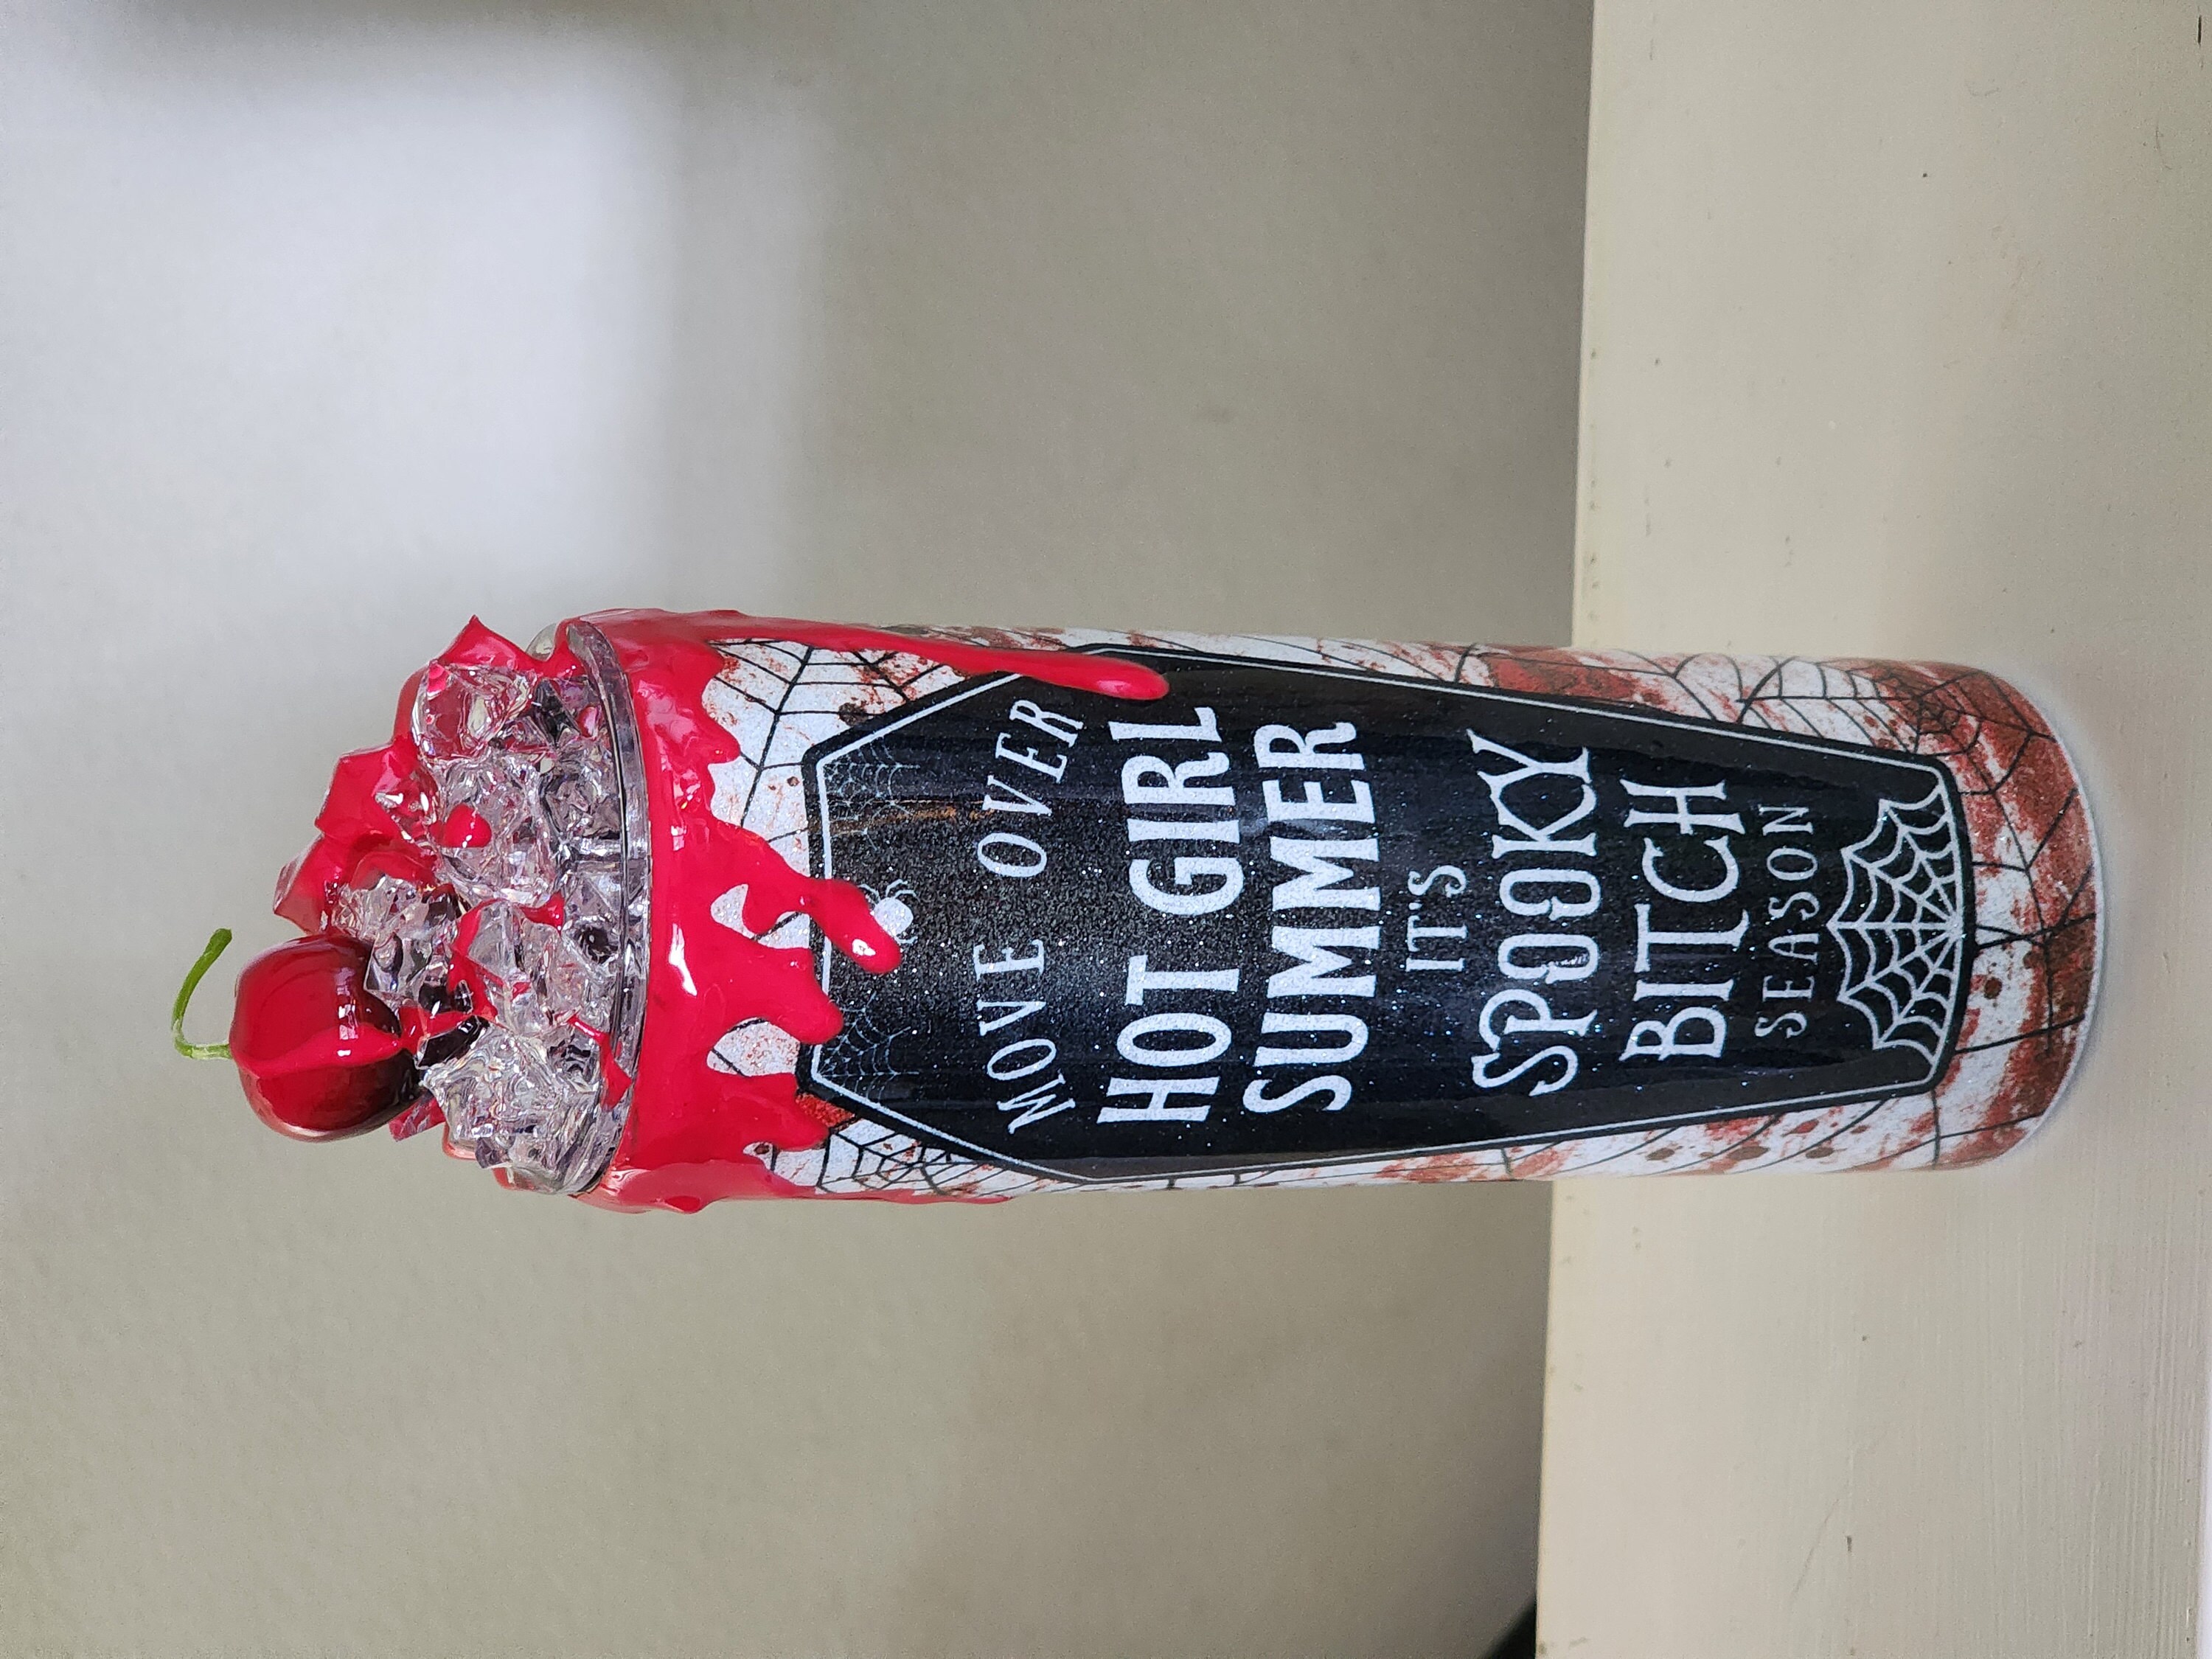 MOVE OVER
HOT GIRL
SUMMER
IT'S
SPOOKY
BITCH
SEASON